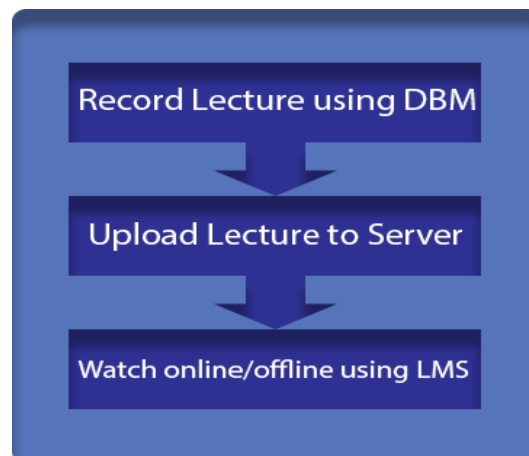 Record Lecture using DBM
Upload Lecture to Server
Watch online/offline using LMS